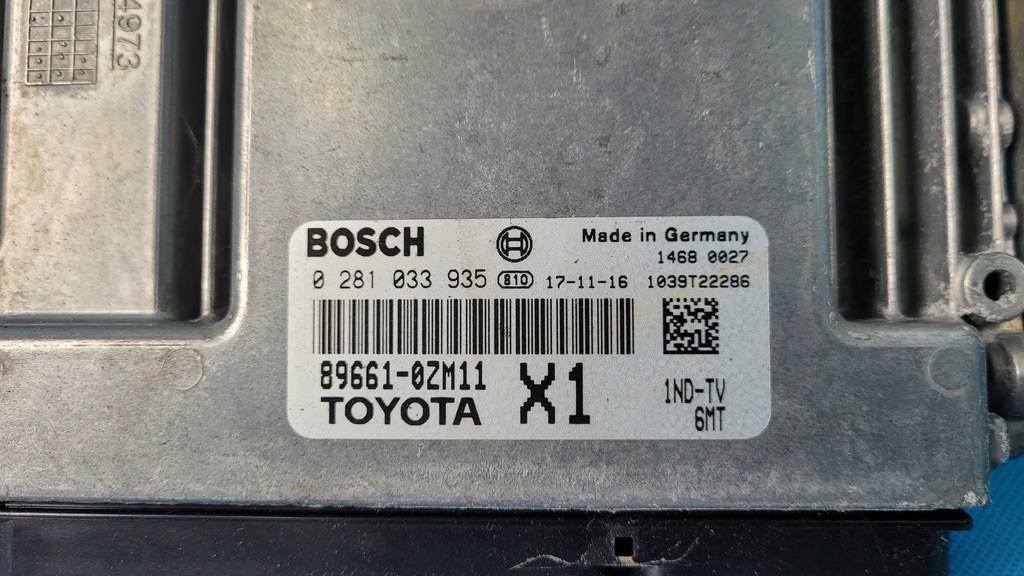 4973
BOSCH
Made in Germany
1468 0027
0 281 033 935 810 17-11-16 1039T22286
89661-0ZM11
TOYOTA
X1
1ND-TV
6MT